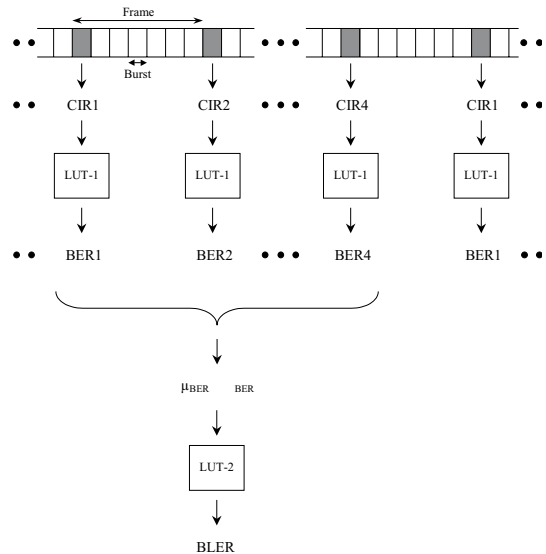 Frame
Burst
CIR1 CIR2 CIR4 CIR1
LUT-1 LUT-1 LUT-1 LUT-1
BER1 BER2 BER4 BER1
μBER BER
LUT-2
BLER